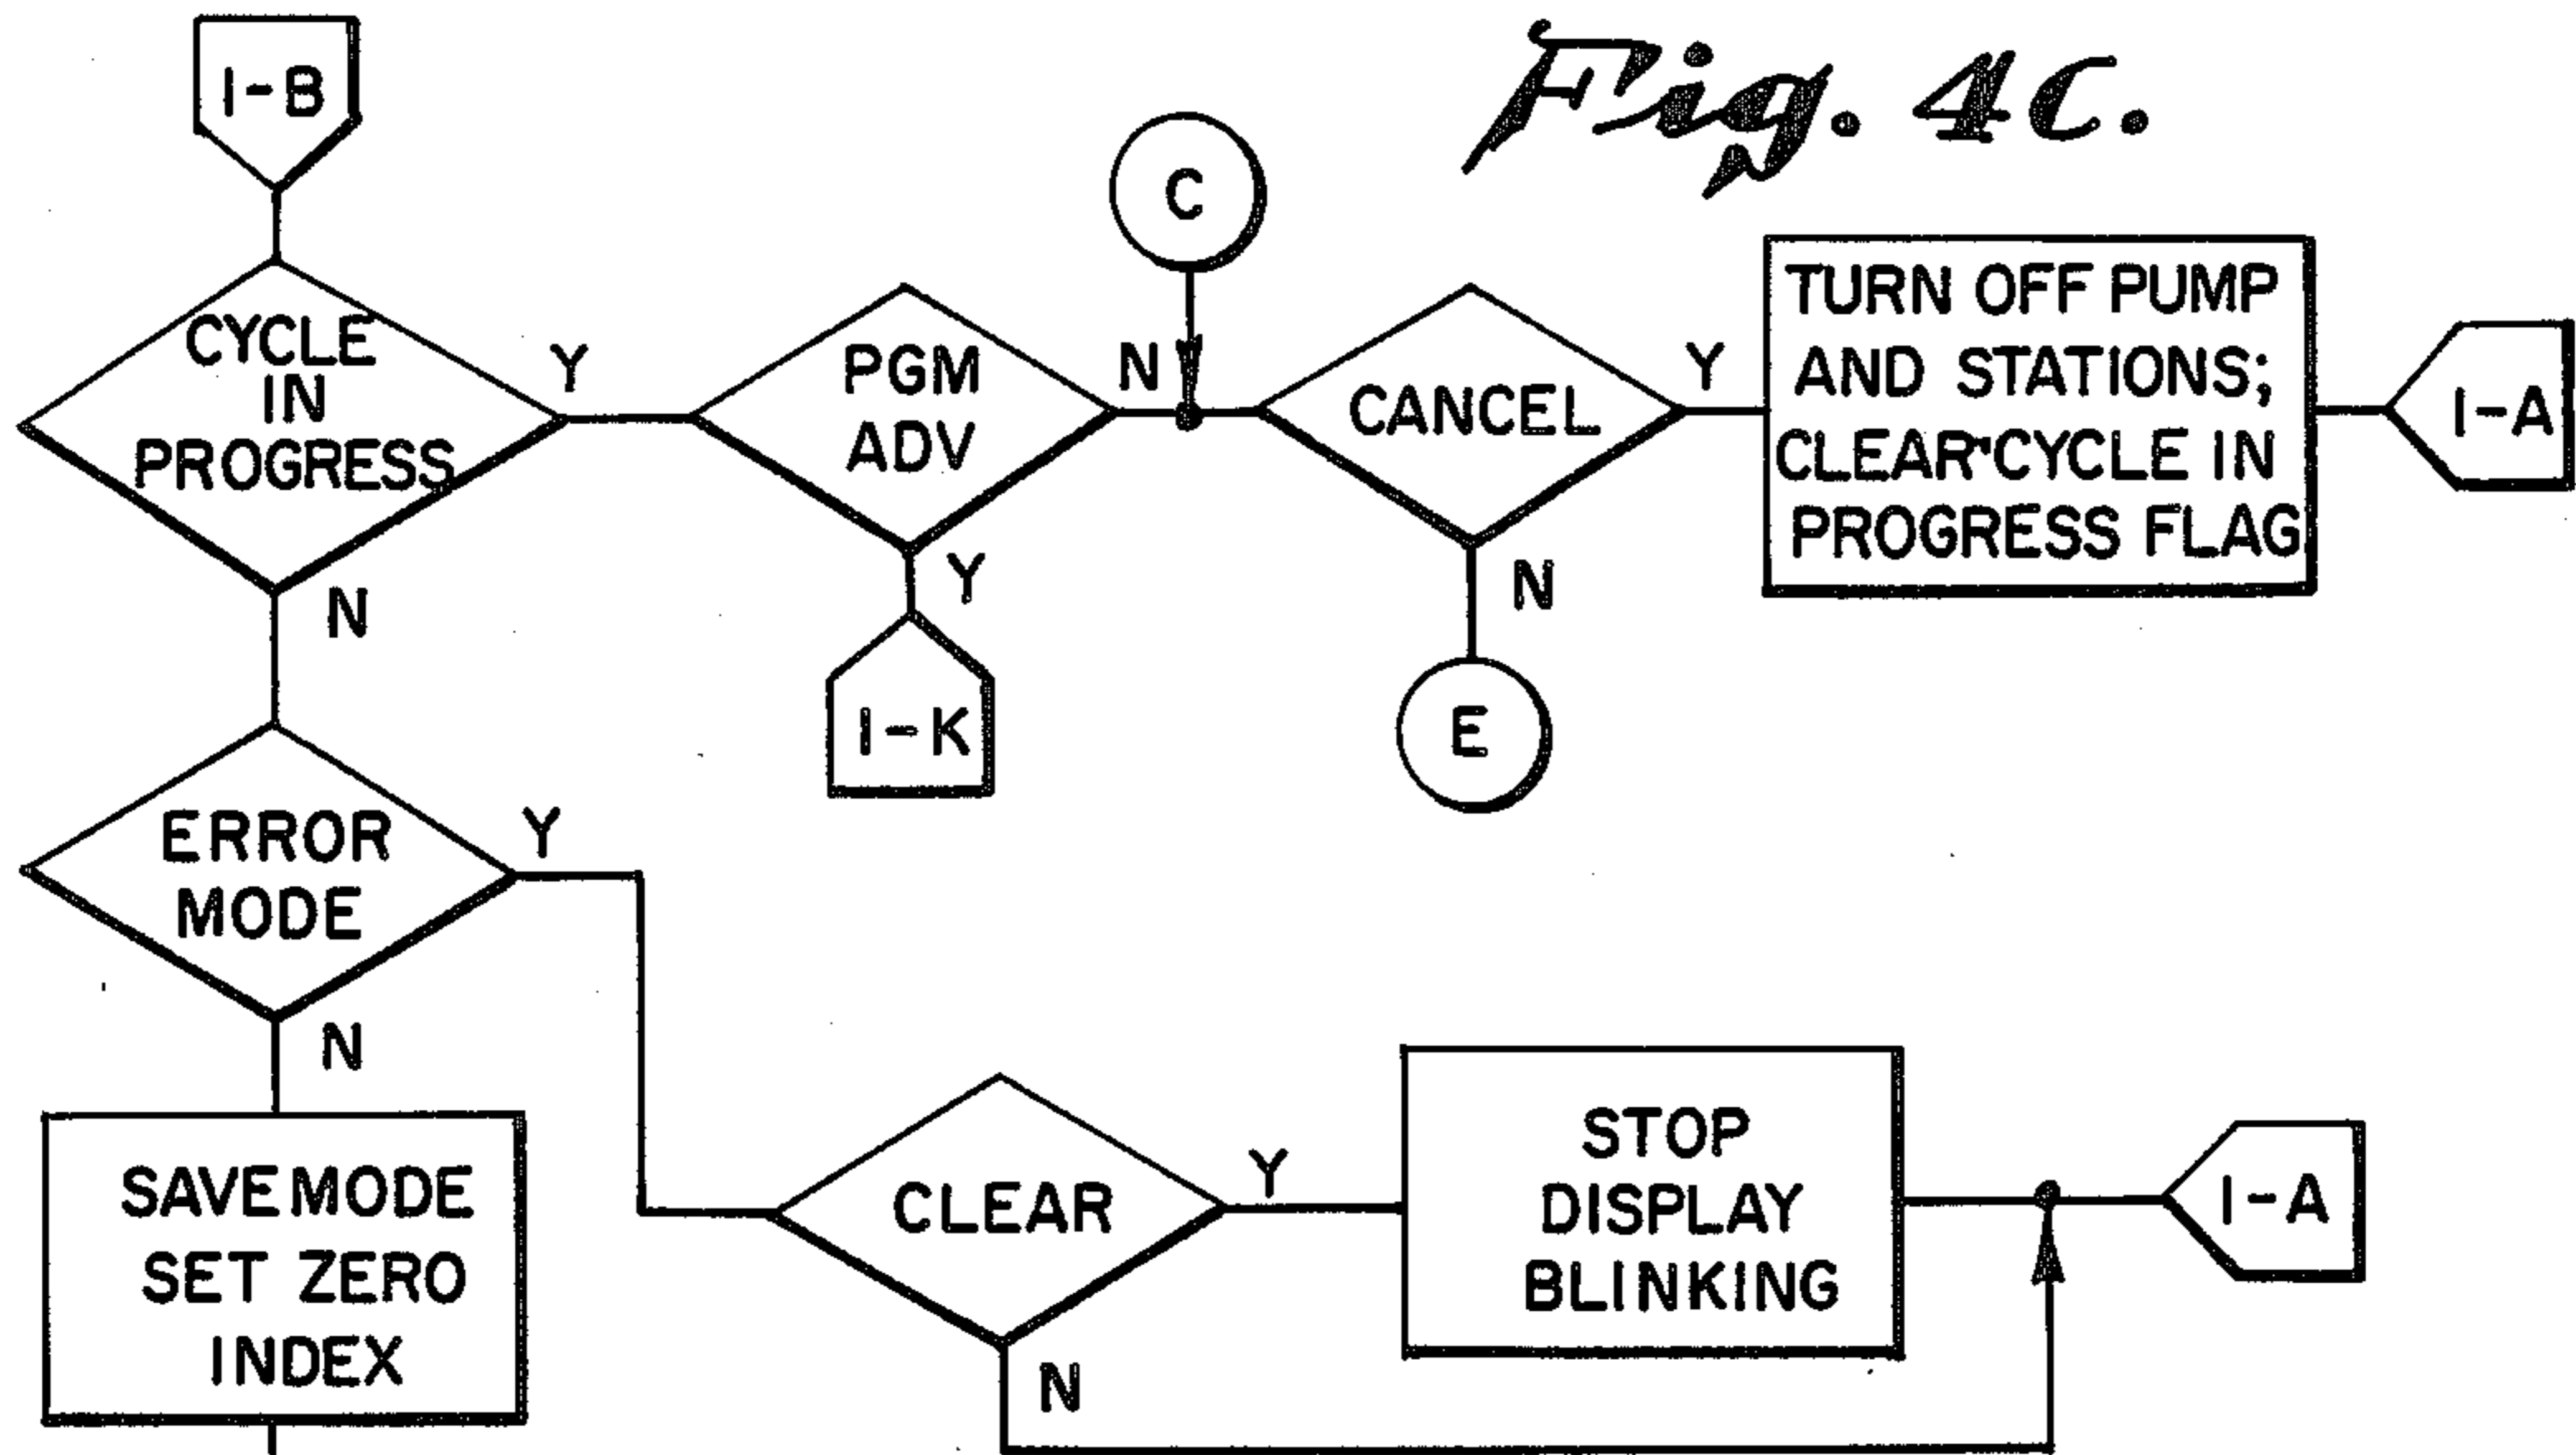 Fig. 4C.
I-B
C
CYCLE
IN
PROGRESS
Y
N
PGM
ADV
N
Y
I-K
CANCEL
Y
N
E
TURN OFF PUMP
AND STATIONS;
CLEAR"CYCLE IN
PROGRESS FLAG
I-A
ERROR
MODE
Y
N
SAVE MODE
SET ZERO
INDEX
CLEAR
Y
N
STOP
DISPLAY
BLINKING
I-A